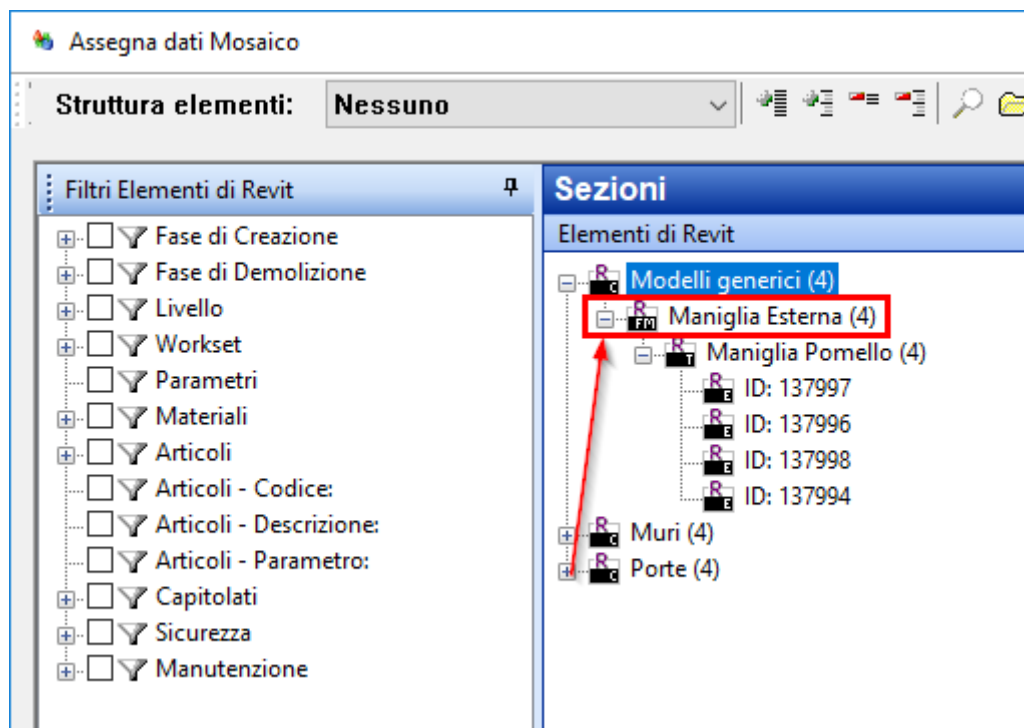 Assegna dati Mosaico
Struttura elementi: Nessuno
Filtri Elementi di Revit
Fase di Creazione
Fase di Demolizione
Livello
Workset
Parametri
Materiali
Articoli
Articoli - Codice:
Articoli - Descrizione:
Articoli - Parametro:
Capitolati
Sicurezza
Manutenzione
Sezioni
Elementi di Revit
Modelli generici (4)
Maniglia Esterna (4)
Maniglia Pomello (4)
ID: 137997
ID: 137996
ID: 137998
ID: 137994
Muri (4)
Porte (4)